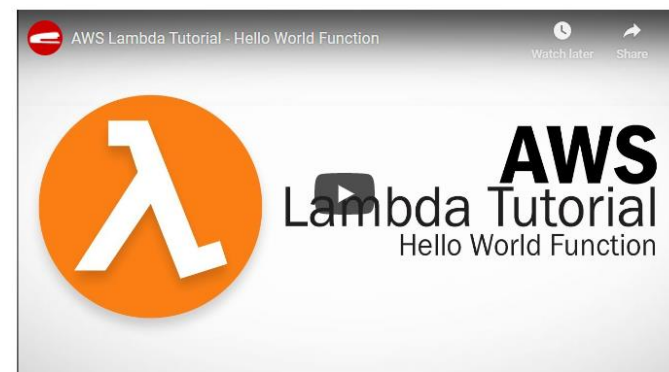 AWS Lambda Tutorial - Hello World Function
Watch later
Share
λ
AWS
Lambda Tutorial
Hello World Function